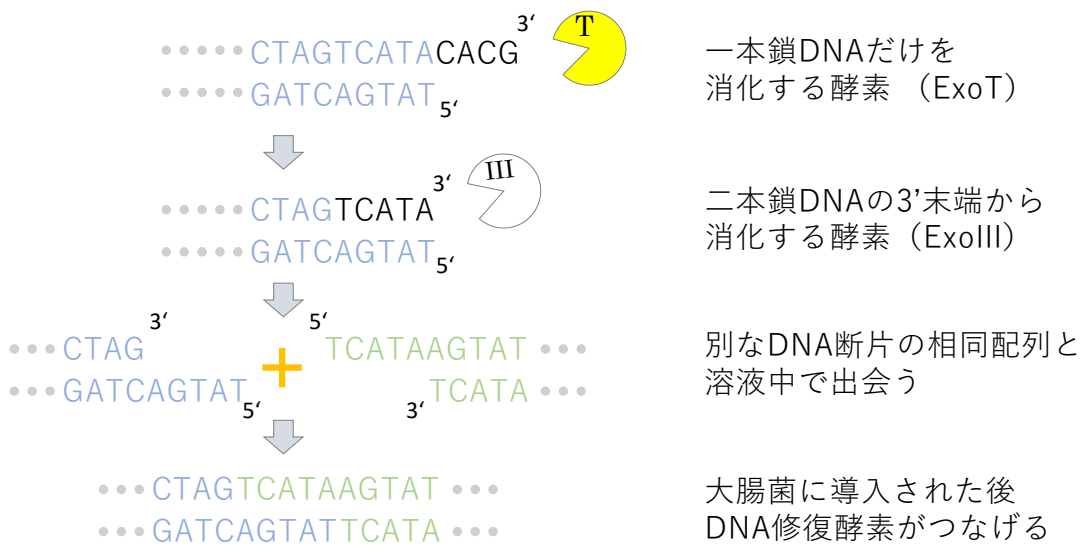 3‘
T
•••••CTAGTCATACACG
•••••GATCAGTAT
5‘
一本鎖DNAだけを
消化する酵素 （ExoT）
3‘
III
•••••CTAGTCATA
•••••GATCAGTAT
5‘
二本鎖DNAの3’末端から
消化する酵素（ExoIII）
3‘
•••CTAG
GATCAGTAT
5‘
+
5‘
TCATAAGTAT•••
3‘
TCATA•••
別なDNA断片の相同配列と
溶液中で出会う
•••CTAGTCATAAGTAT•••
•••GATCAGTATTCATA•••
大腸菌に導入された後
DNA修復酵素がつなげる